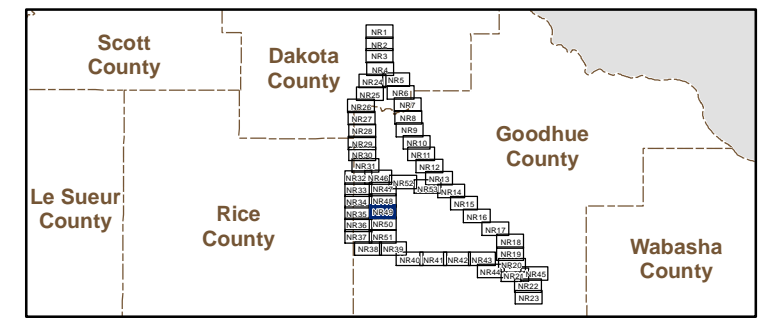 Scott
County
Dakota
County
Goodhue
County
Le Sueur
County
Rice
County
Wabasha
County
NR1
NR2
NR3
NR4
NR24
NR5
NR25
NR6
NR26
NR7
NR27
NR8
NR28
NR9
NR29
NR10
NR30
NR11
NR31
NR12
NR32
NR46
NR52
NR13
NR33
NR47
NR53
NR14
NR34
NR48
NR15
NR35
NR49
NR16
NR36
NR50
NR17
NR37
NR51
NR18
NR38
NR39
NR19
NR40
NR41
NR42
NR43
NR20
NR44
NR21
NR45
NR22
NR23